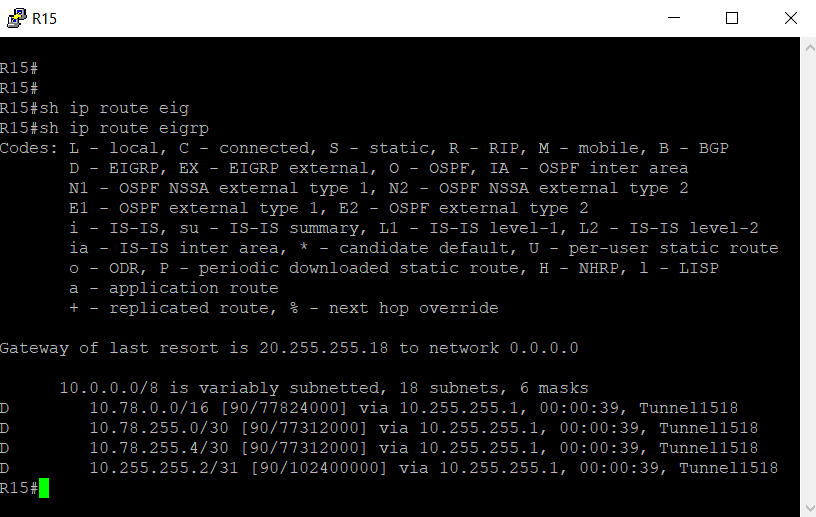 R15
R15#
R15#
R15#sh ip route eig
R15#sh ip route eigrp
Codes: L - local, C - connected, S - static, R - RIP, M - mobile, B - BGP
       D - EIGRP, EX - EIGRP external, O - OSPF, IA - OSPF inter area
       N1 - OSPF NSSA external type 1, N2 - OSPF NSSA external type 2
       E1 - OSPF external type 1, E2 - OSPF external type 2
       i - IS-IS, su - IS-IS summary, L1 - IS-IS level-1, L2 - IS-IS level-2
       ia - IS-IS inter area, * - candidate default, U - per-user static route
       o - ODR, P - periodic downloaded static route, H - NHRP, l - LISP
       a - application route
       + - replicated route, % - next hop override
Gateway of last resort is 20.255.255.18 to network 0.0.0.0
      10.0.0.0/8 is variably subnetted, 18 subnets, 6 masks
D        10.78.0.0/16 [90/77824000] via 10.255.255.1, 00:00:39, Tunnel1518
D        10.78.255.0/30 [90/77312000] via 10.255.255.1, 00:00:39, Tunnel1518
D        10.78.255.4/30 [90/77312000] via 10.255.255.1, 00:00:39, Tunnel1518
D        10.255.255.2/31 [90/102400000] via 10.255.255.1, 00:00:39, Tunnel1518
R15#